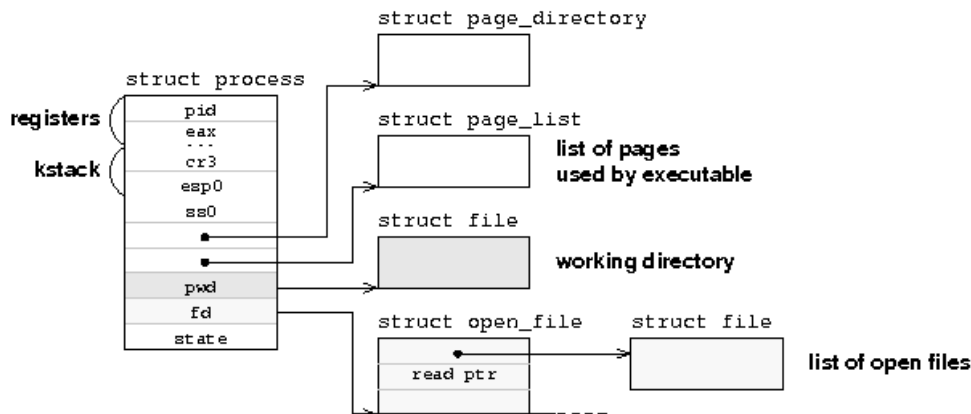 struct page_directory
struct process
registers
pid
eax
...
cr3
kstack
esp0
ss0
struct page_list
list of pages
used by executable
struct file
working directory
pwd
fd
state
struct open_file
read ptr
struct file
list of open files